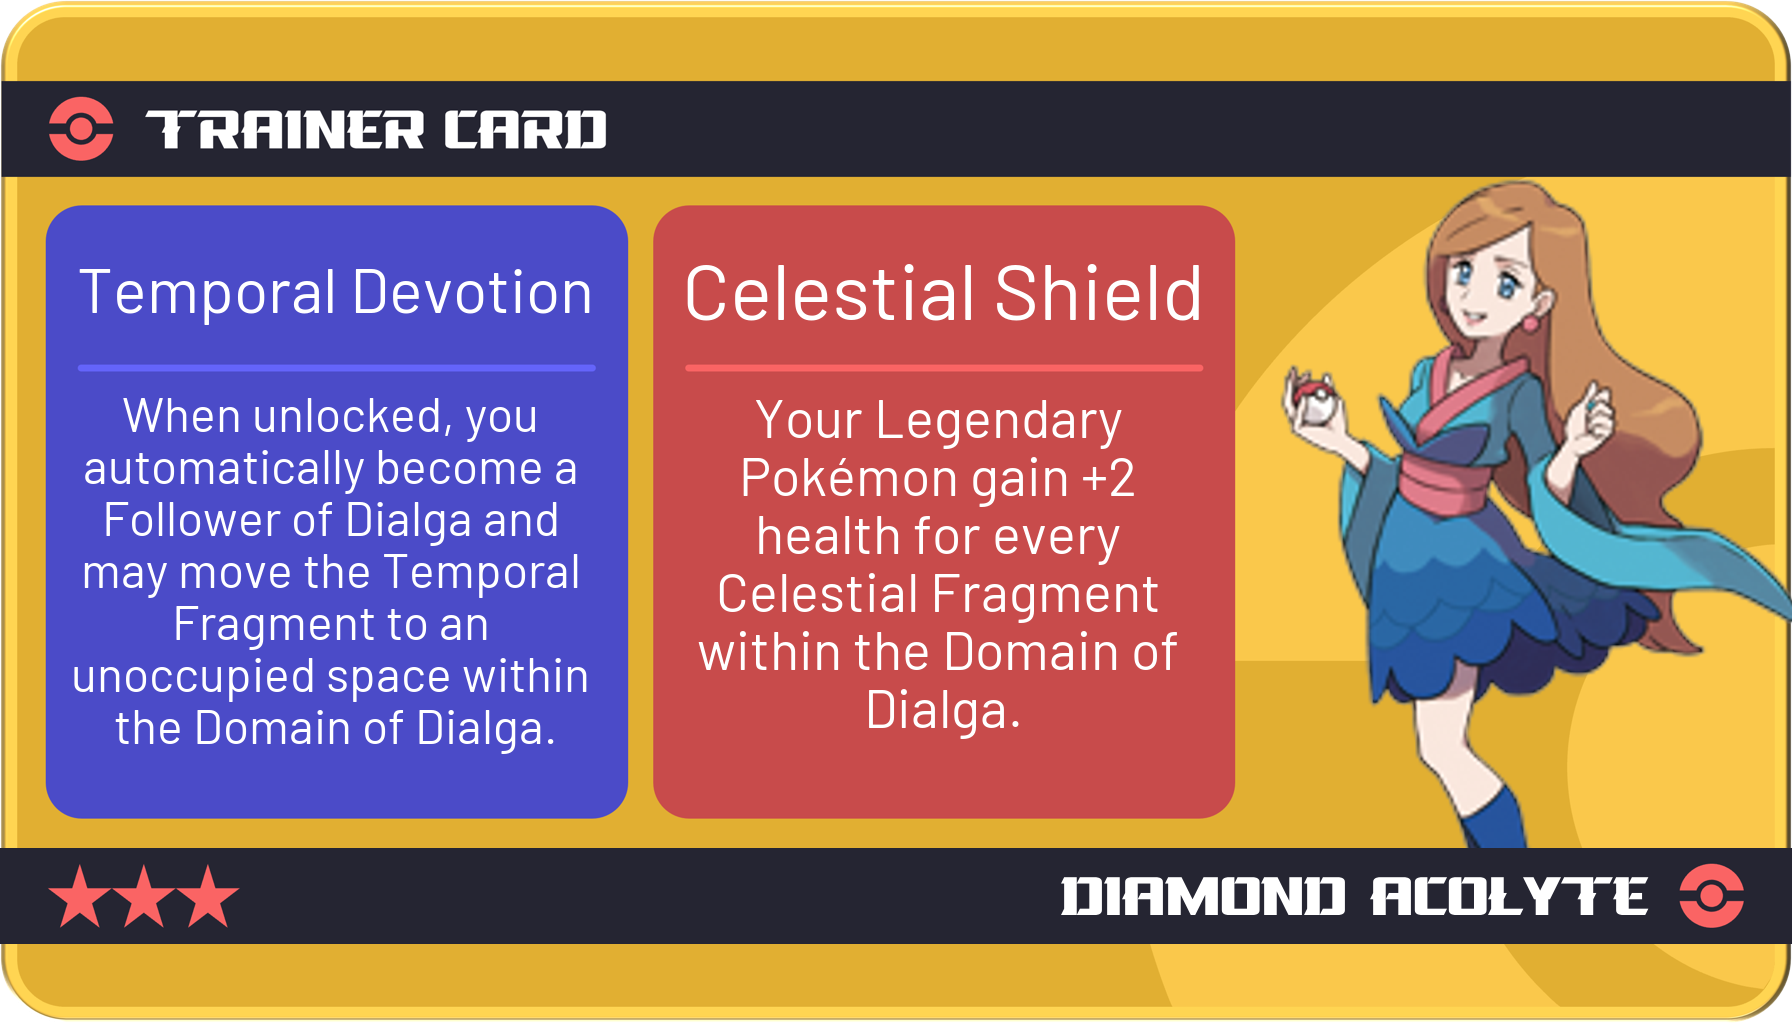 TRAINER CARD
Temporal Devotion
When unlocked, you
automatically become a
Follower of Dialga and
may move the Temporal
Fragment to an
unoccupied space within
the Domain of Dialga.
Celestial Shield
Your Legendary
Pokémon gain +2
health for every
Celestial Fragment
within the Domain of
Dialga.
DIAMOND ACOLYTE